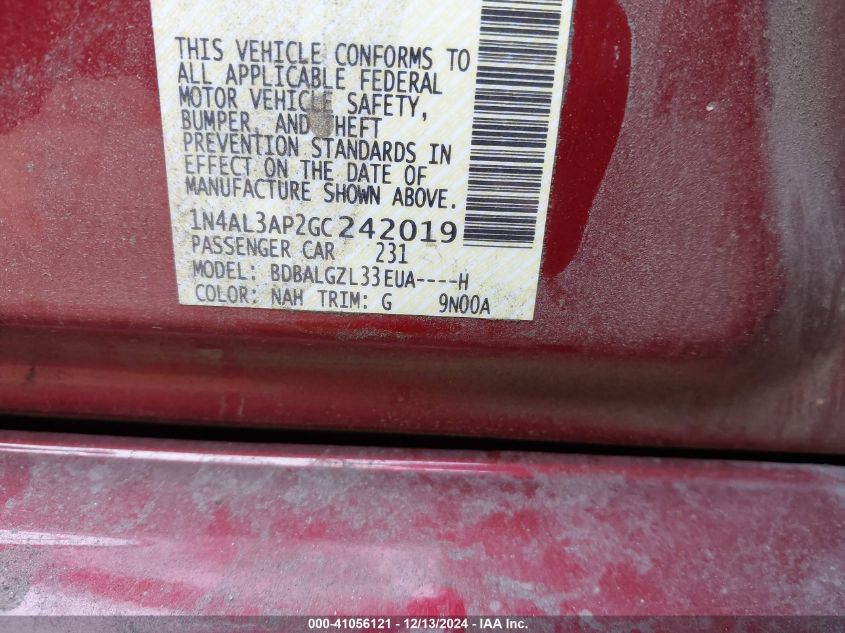 THIS VEHICLE CONFORMS TO
ALL APPLICABLE FEDERAL
MOTOR VEHICLE SAFETY,
BUMPER, AND THEFT
PREVENTION STANDARDS IN
EFFECT ON THE DATE OF
MANUFACTURE SHOWN ABOVE.
1N4AL3AP2GC242019
PASSENGER CAR 231
MODEL: BDBALGZL33EUA----H
COLOR: NAH TRIM: G 9N00A
000-41056121 - 12/13/2024 - IAA Inc.